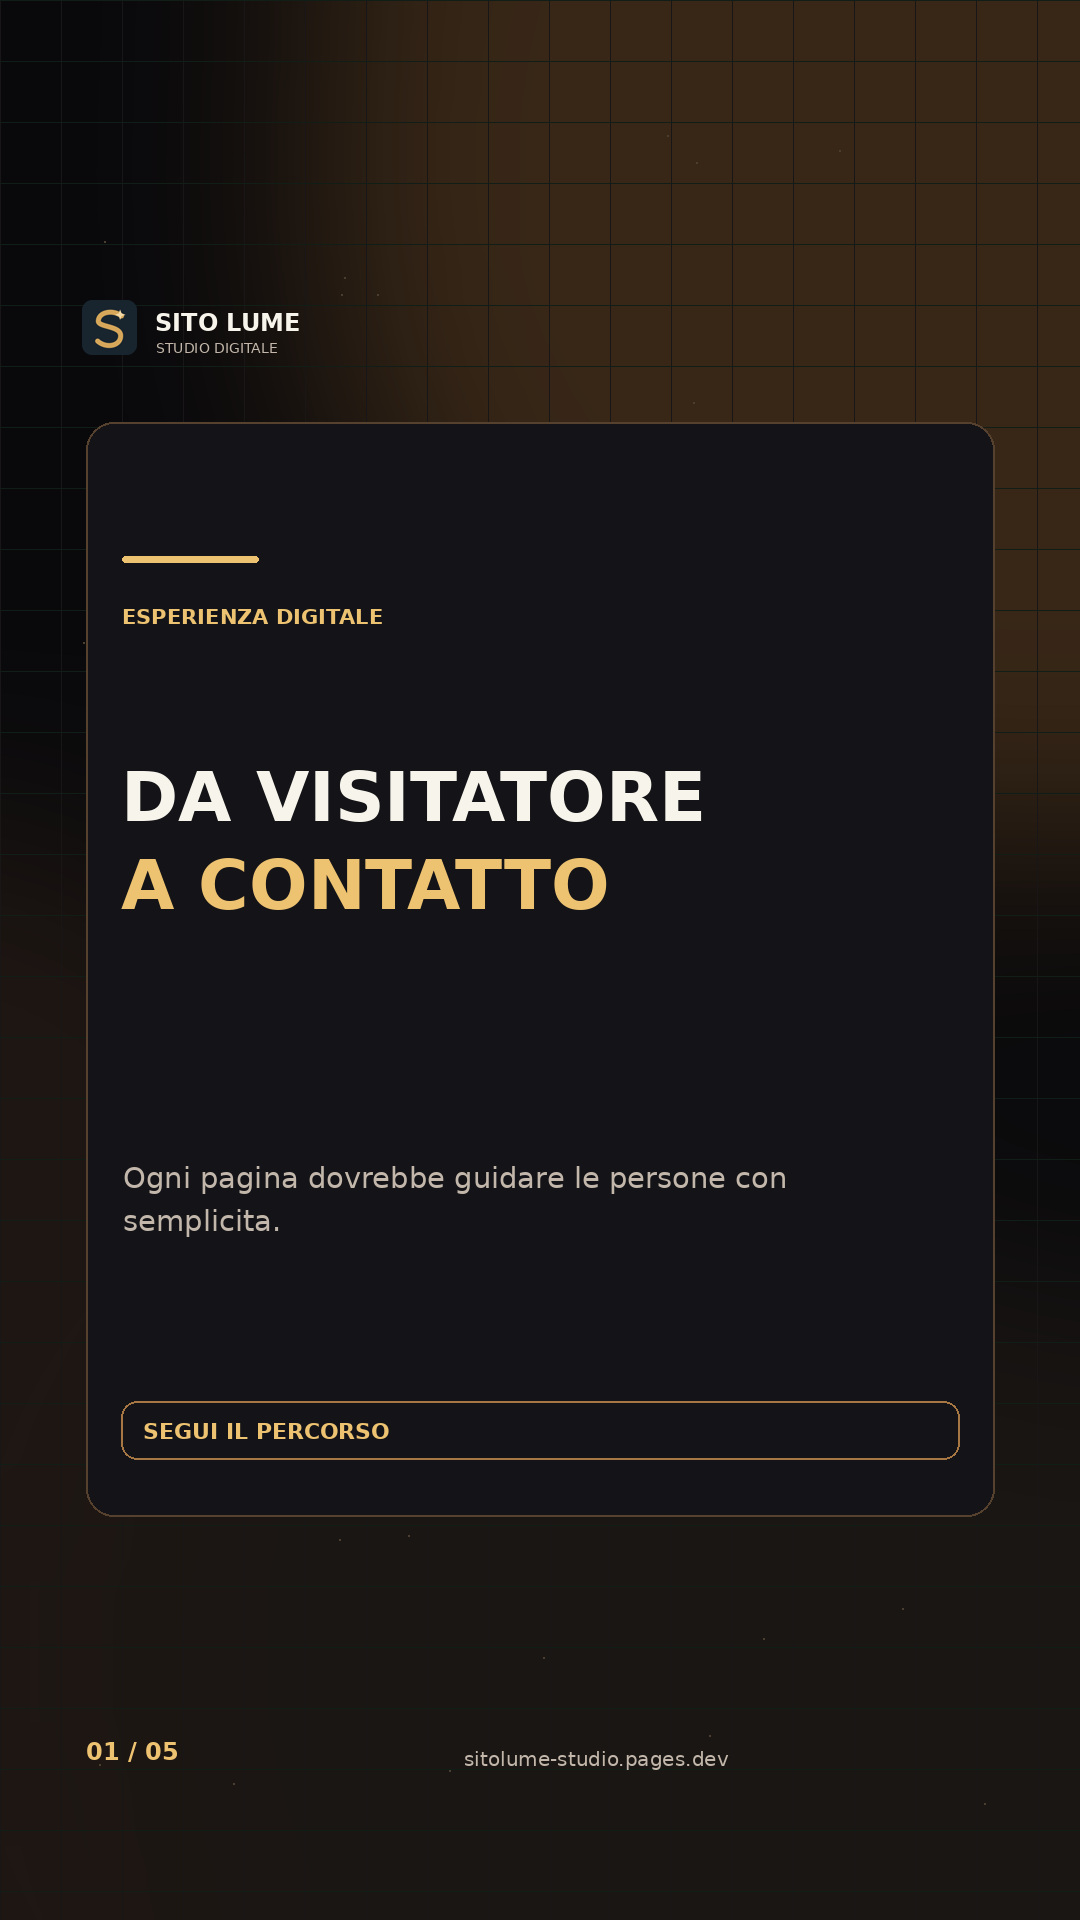 SITO LUME
STUDIO DIGITALE
ESPERIENZA DIGITALE
DA VISITATORE
A CONTATTO
Ogni pagina dovrebbe guidare le persone con
semplicita.
SEGUI IL PERCORSO
01 / 05
sitolume-studio.pages.dev